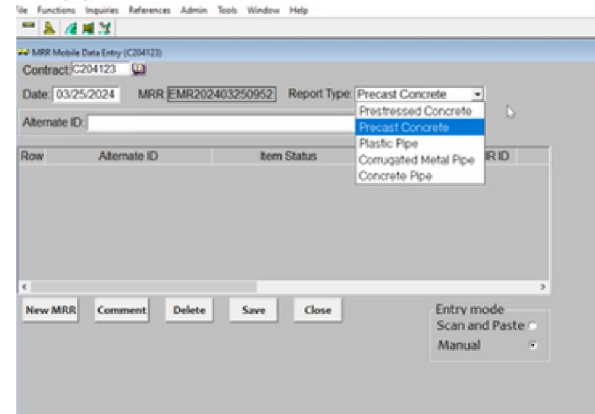 File Functions Inquiries References Admin Tools Window Help
MRR Mobile Data Entry (C204123)
Contract: C204123
Date: 03/25/2024 MRR: EMR202403250952 Report Type: Precast Concrete
Prestressed Concrete
Precast Concrete
Plastic Pipe
Corrugated Metal Pipe
Concrete Pipe
Alternate ID:
Row Alternate ID Item Status R ID
New MRR Comment Delete Save Close
Entry mode
Scan and Paste
Manual